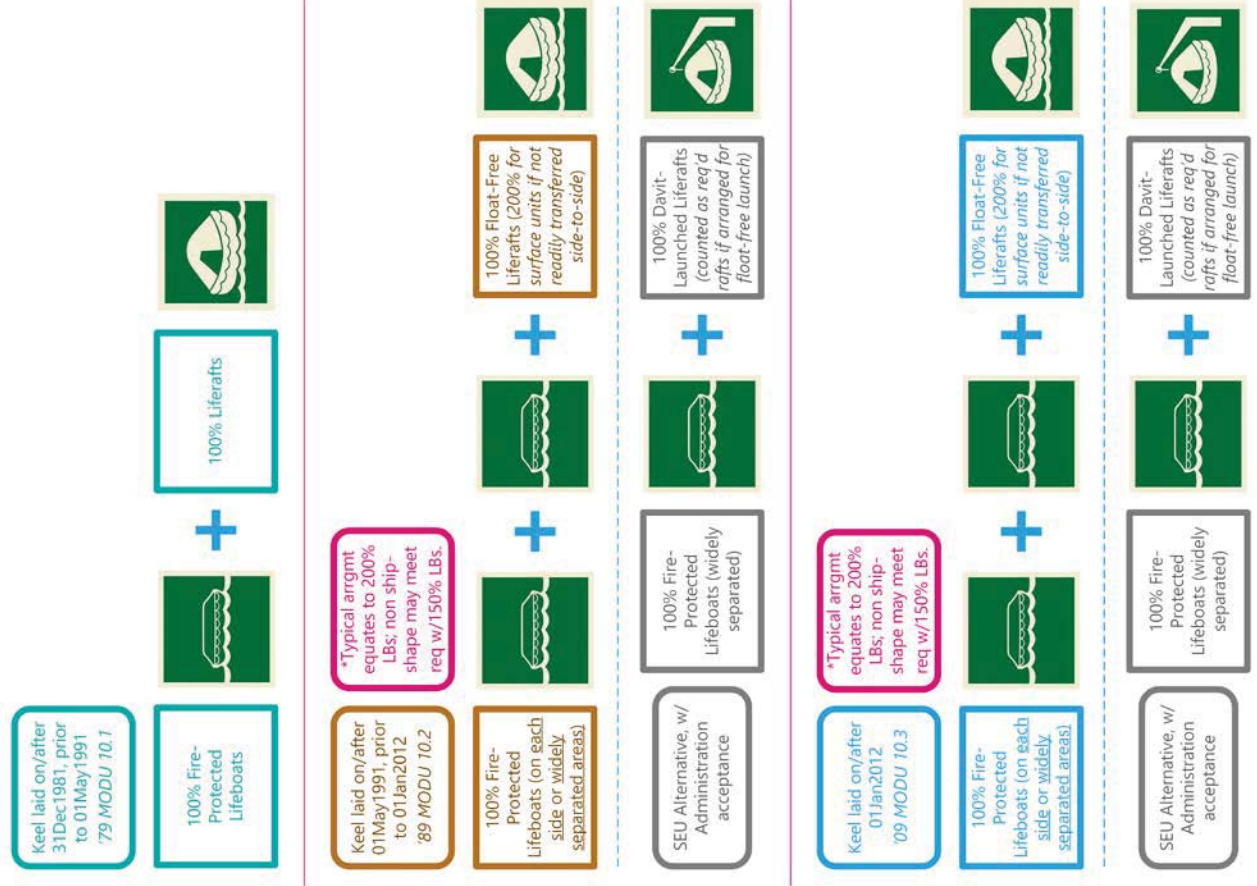 Keel laid on/after
31Dec1981, prior
to 01May1991
'79 MODU 10.1
100% Fire-
Protected
Lifeboats
+
100% Liferafts
Keel laid on/after
01May1991, prior
to 01Jan2012
'89 MODU 10.2
*Typical arrgmt
equates to 200%
LBs; non ship-
shape may meet
req w/150% LBs.
100% Fire-
Protected
Lifeboats (on each
side or widely
separated areas)
+
+
100% Float-Free
Liferafts (200% for
surface units if not
readily transferred
side-to-side)
SEU Alternative, w/
Administration
acceptance
100% Fire-
Protected
Lifeboats (widely
separated)
+
100% Davit-
Launched Liferafts
(counted as req'd
rafts if arranged for
float-free launch)
Keel laid on/after
01Jan2012
'09 MODU 10.3
*Typical arrgmt
equates to 200%
LBs; non ship-
shape may meet
req w/150% LBs.
100% Fire-
Protected
Lifeboats (on each
side or widely
separated areas)
+
+
100% Float-Free
Liferafts (200% for
surface units if not
readily transferred
side-to-side)
SEU Alternative, w/
Administration
acceptance
100% Fire-
Protected
Lifeboats (widely
separated)
+
100% Davit-
Launched Liferafts
(counted as req'd
rafts if arranged for
float-free launch)